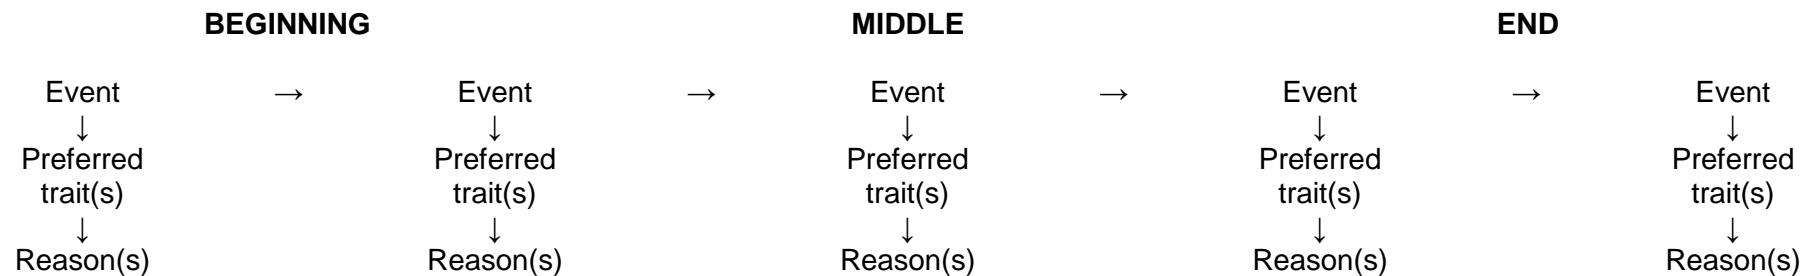 BEGINNING MIDDLE END
Event → Event → Event → Event → Event
↓ ↓ ↓ ↓ ↓
Preferred Preferred Preferred Preferred Preferred
trait(s) trait(s) trait(s) trait(s) trait(s)
↓ ↓ ↓ ↓ ↓
Reason(s) Reason(s) Reason(s) Reason(s) Reason(s)